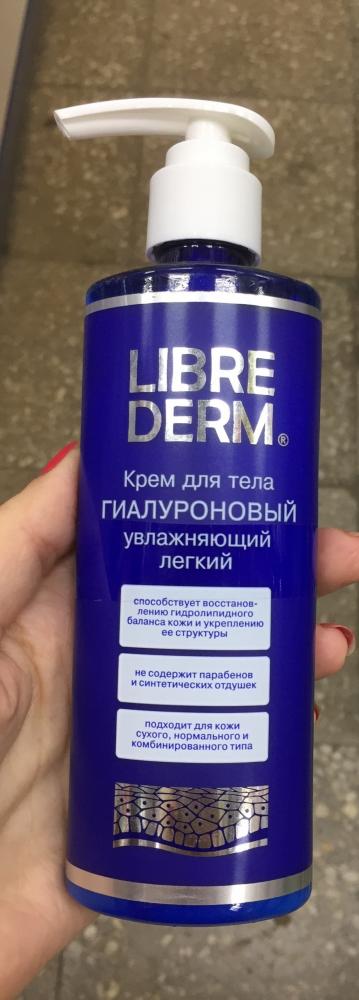 LIBRE
DERM®
Крем для тела
ГИАЛУРОНОВЫЙ
увлажняющий
легкий
способствует восстанов-
лению гидролипидного
баланса кожи и укреплению
ее структуры
не содержит парабенов
и синтетических отдушек
подходит для кожи
сухого, нормального и
комбинированного типа